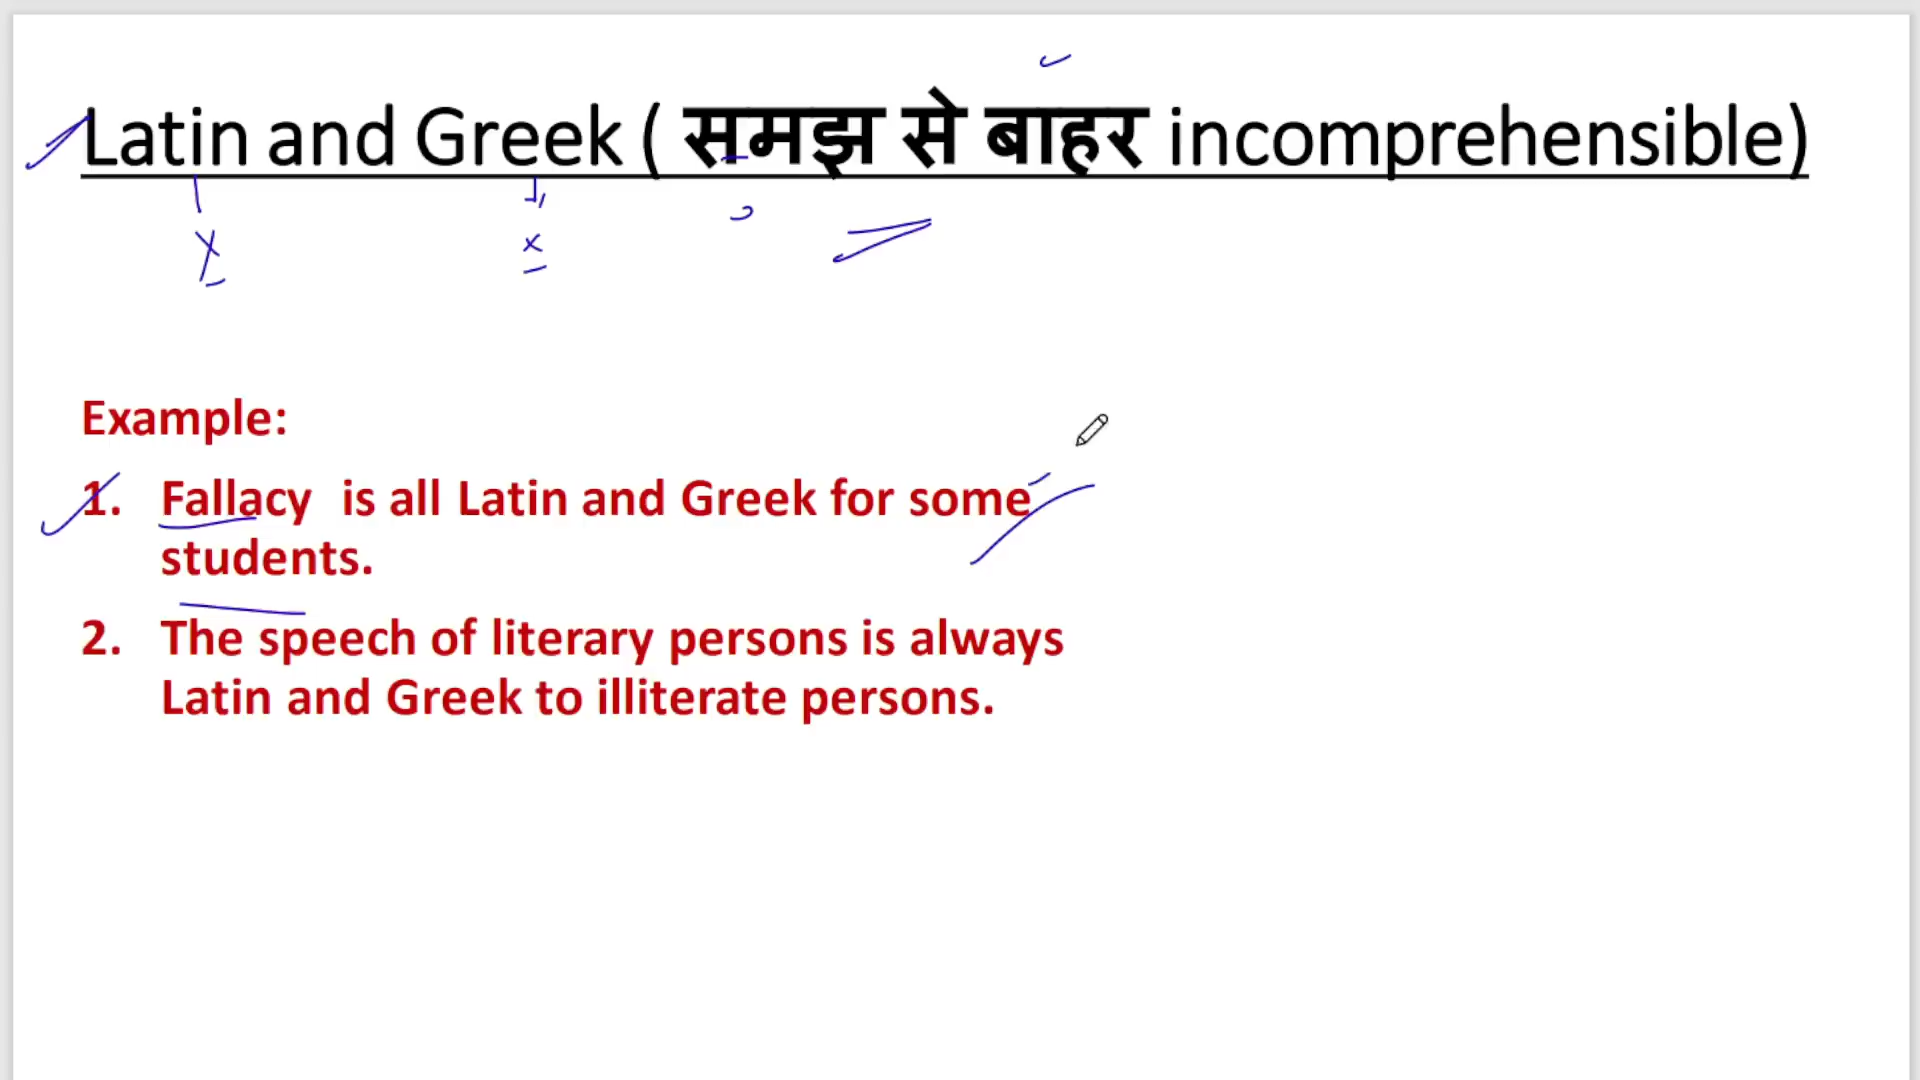 Latin and Greek ( समझ से बाहर incomprehensible)
Example:
1. Fallacy is all Latin and Greek for some
students.
2. The speech of literary persons is always
Latin and Greek to illiterate persons.